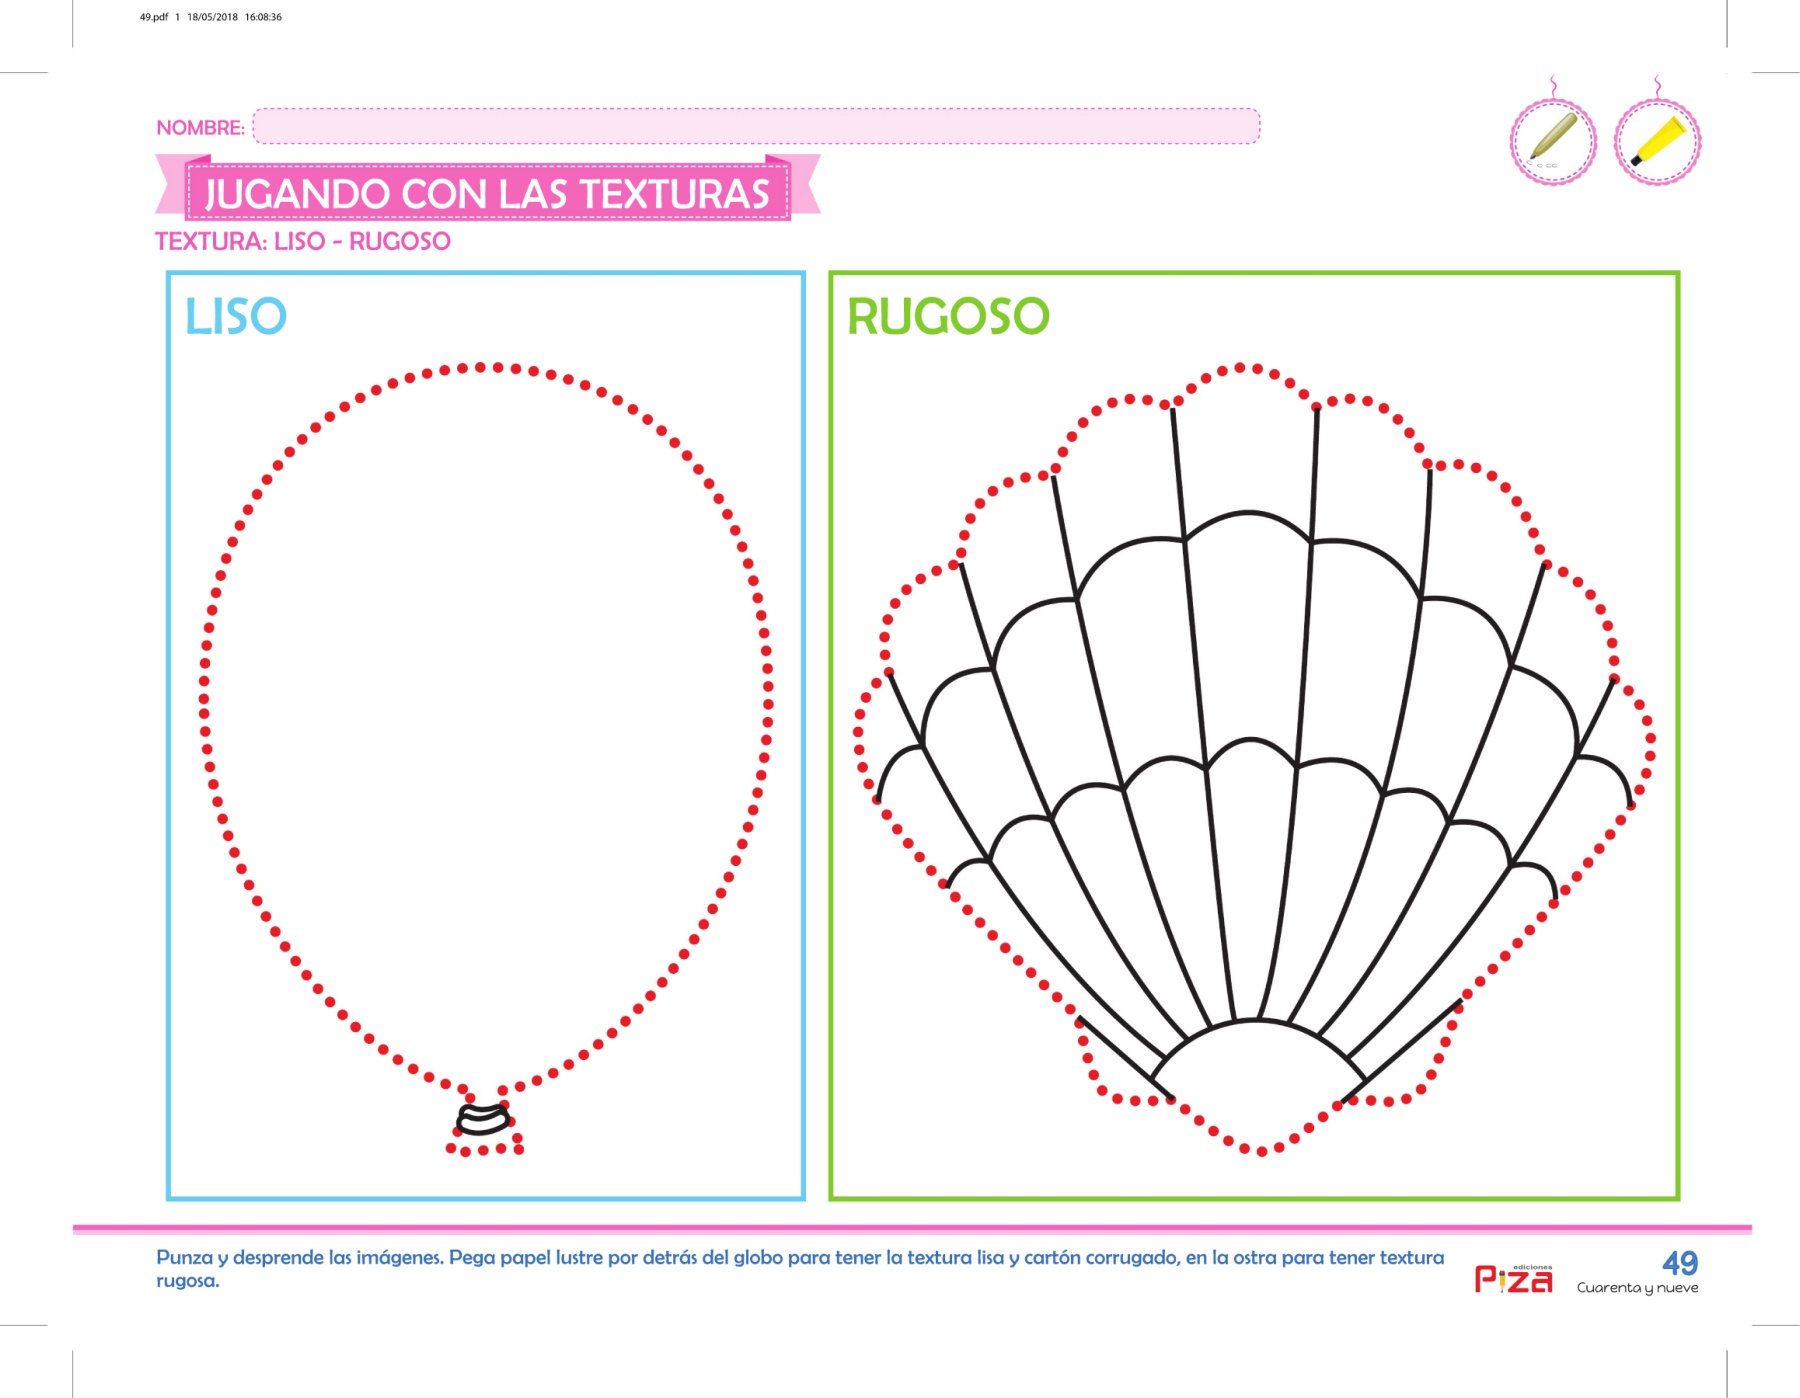 49.pdf 1 18/05/2018 16:08:36
NOMBRE:
JUGANDO CON LAS TEXTURAS
TEXTURA: LISO - RUGOSO
LISO
RUGOSO
Punza y desprende las imágenes. Pega papel lustre por detrás del globo para tener la textura lisa y cartón corrugado, en la ostra para tener textura
rugosa.
ediciones
Piza
49
Cuarenta y nueve